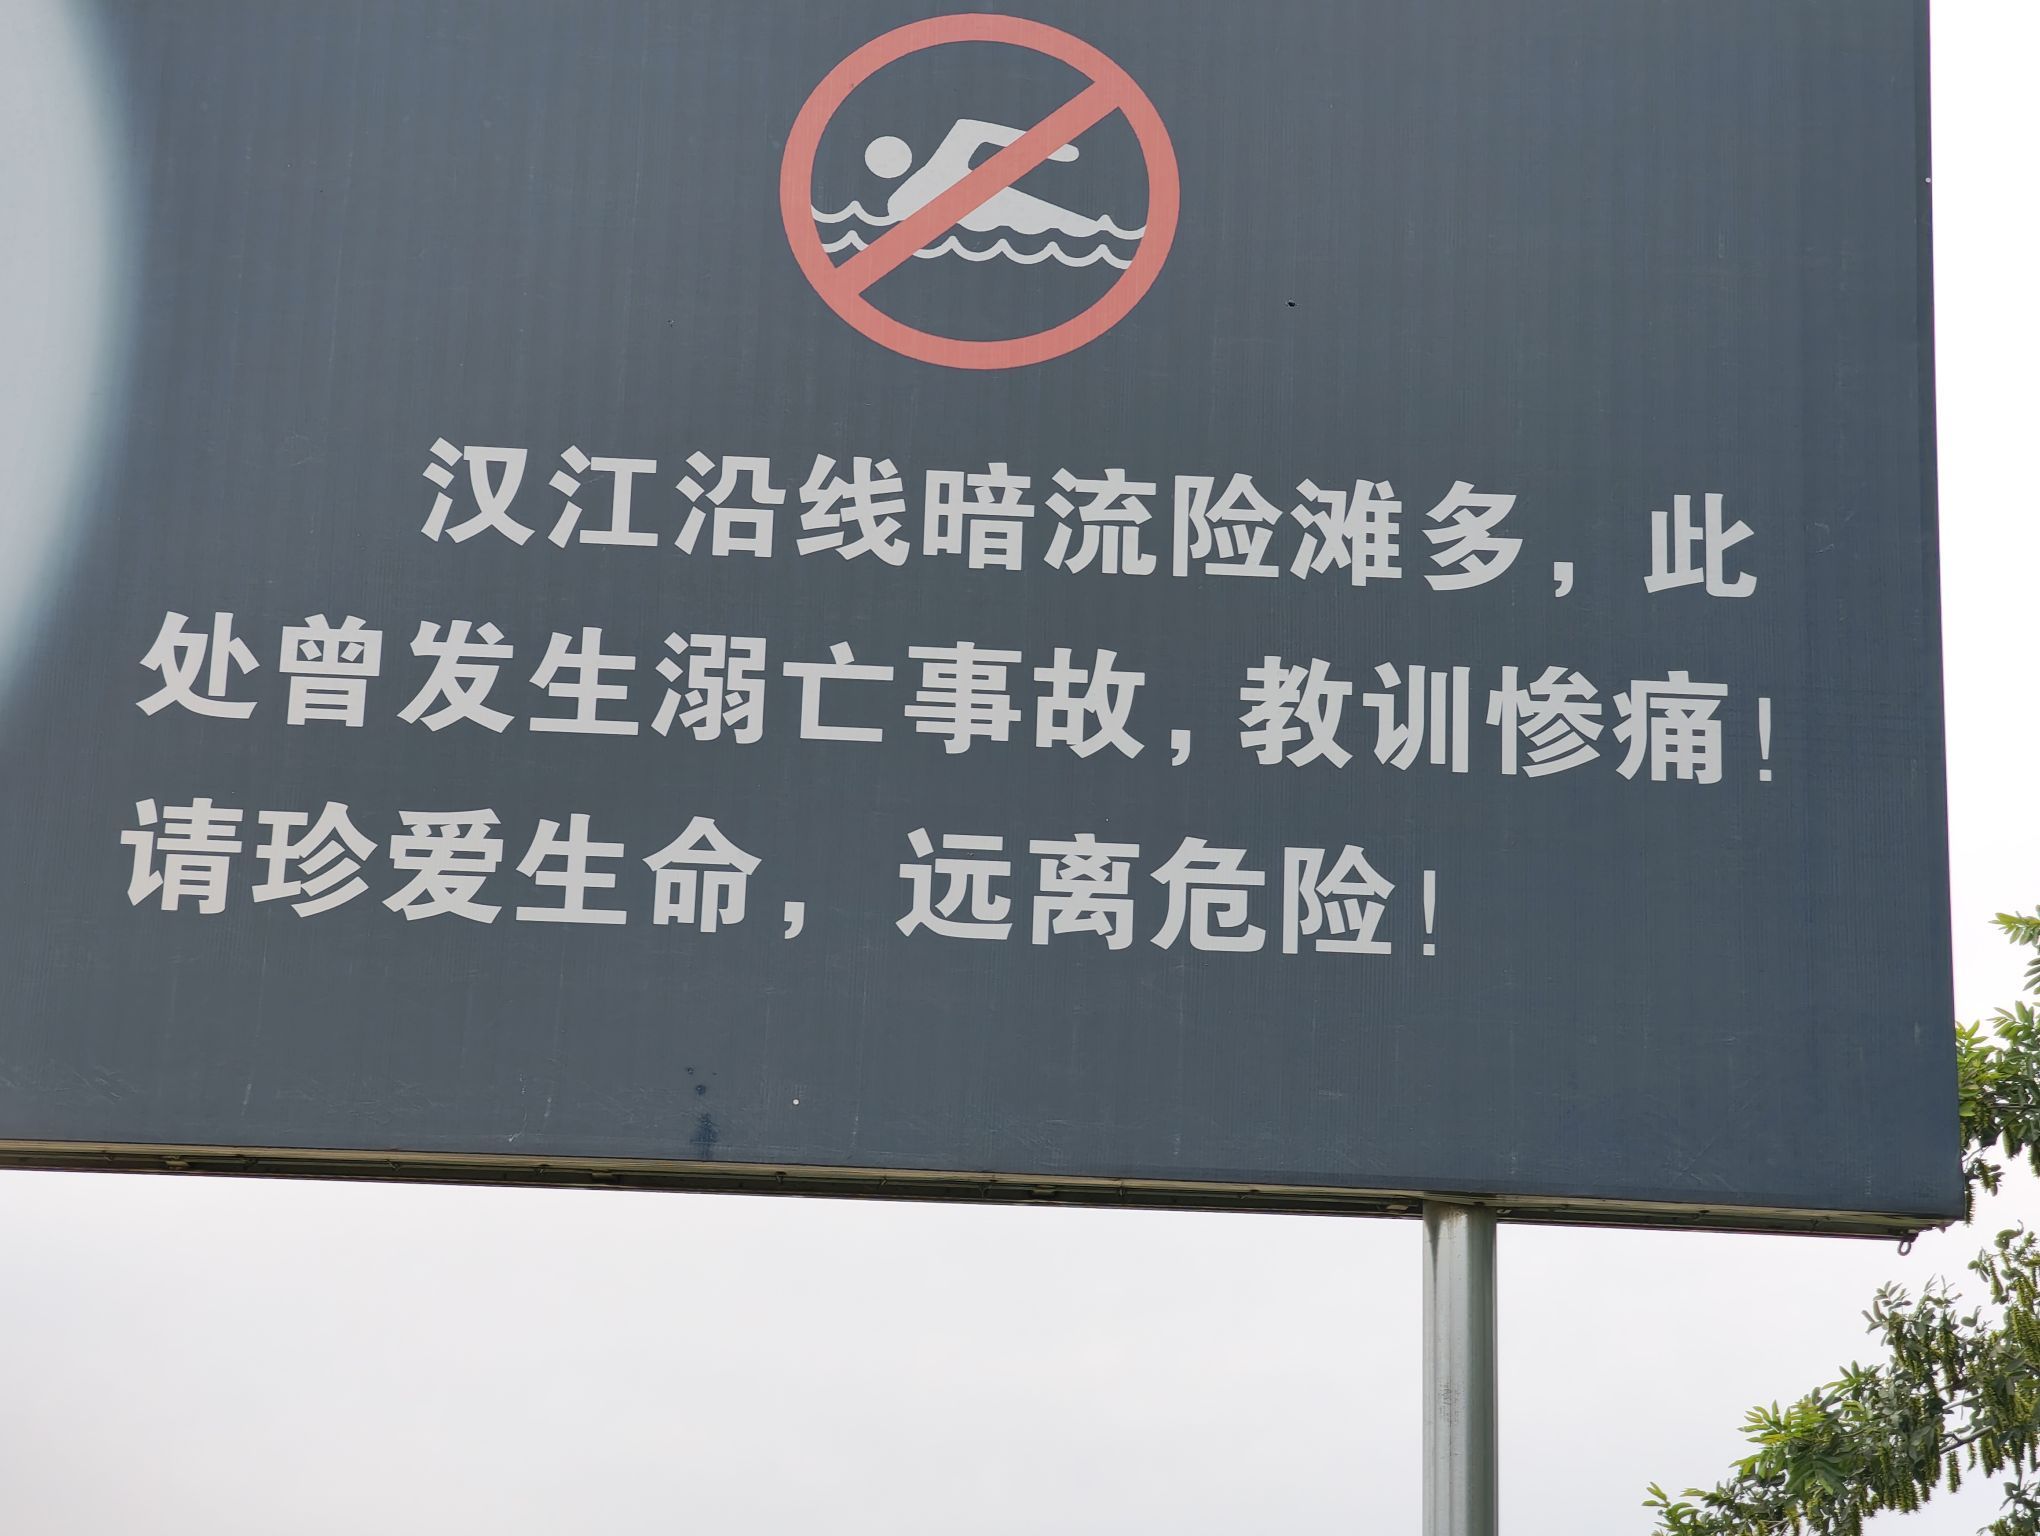 汉江沿线暗流险滩多，此
处曾发生溺亡事故，教训惨痛！
请珍爱生命，远离危险！